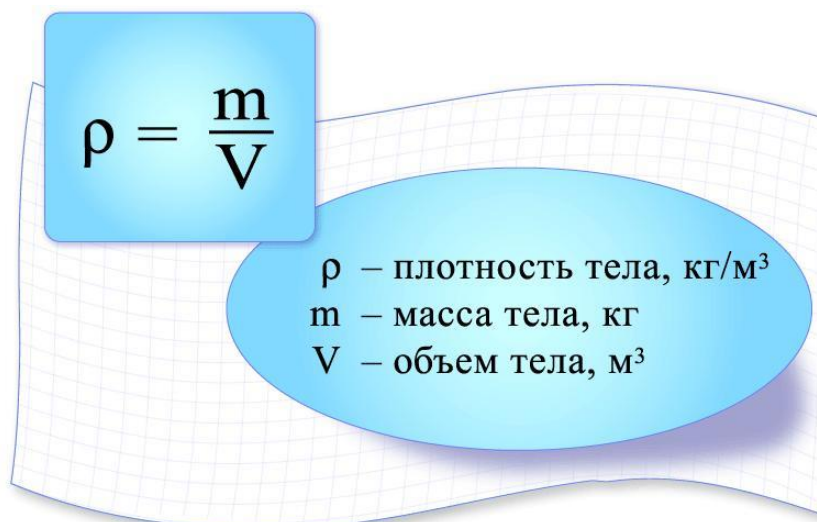 ρ = m/V
ρ – плотность тела, кг/м³
m – масса тела, кг
V – объем тела, м³